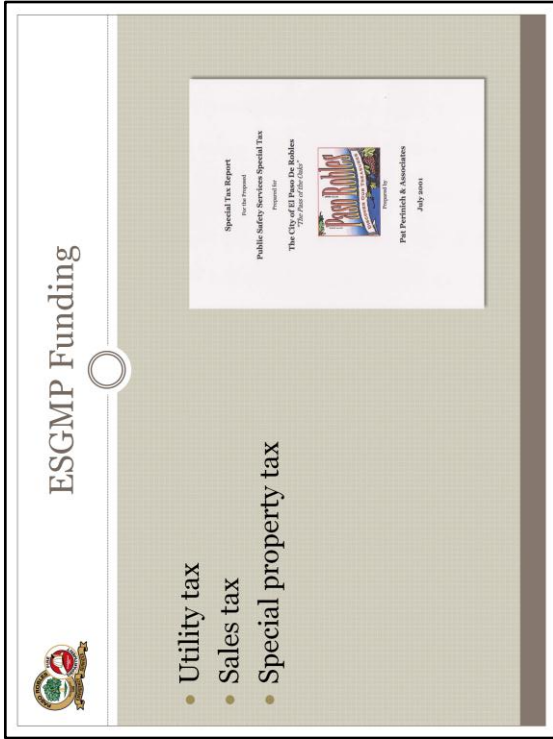 ESGMP Funding
Utility tax
Sales tax
Special property tax
Special Tax Report
For the Proposed
Public Safety Services Special Tax
Prepared for
The City of El Paso De Robles
"The Pass of the Oaks"
Paso Robles
Prepared by
Pat Perinich & Associates
July 2001